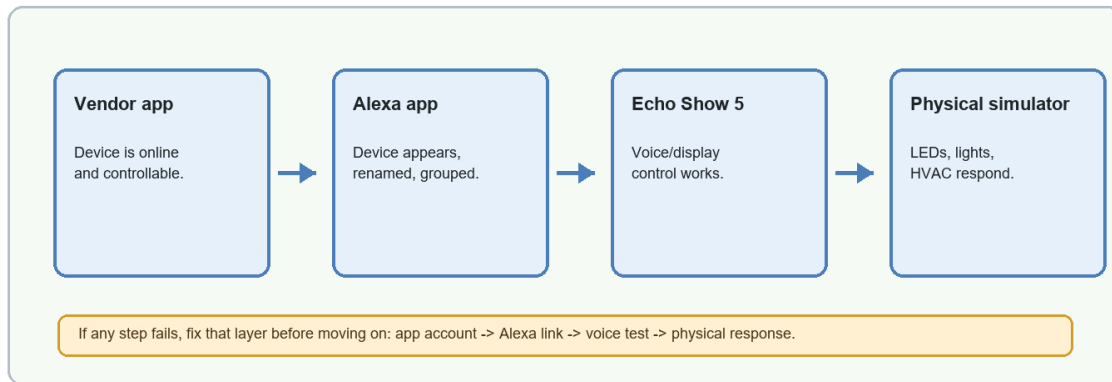 Vendor app
Device is online
and controllable.
Alexa app
Device appears,
renamed, grouped.
Echo Show 5
Voice/display
control works.
Physical simulator
LEDs, lights,
HVAC respond.
If any step fails, fix that layer before moving on: app account -> Alexa link -> voice test -> physical response.